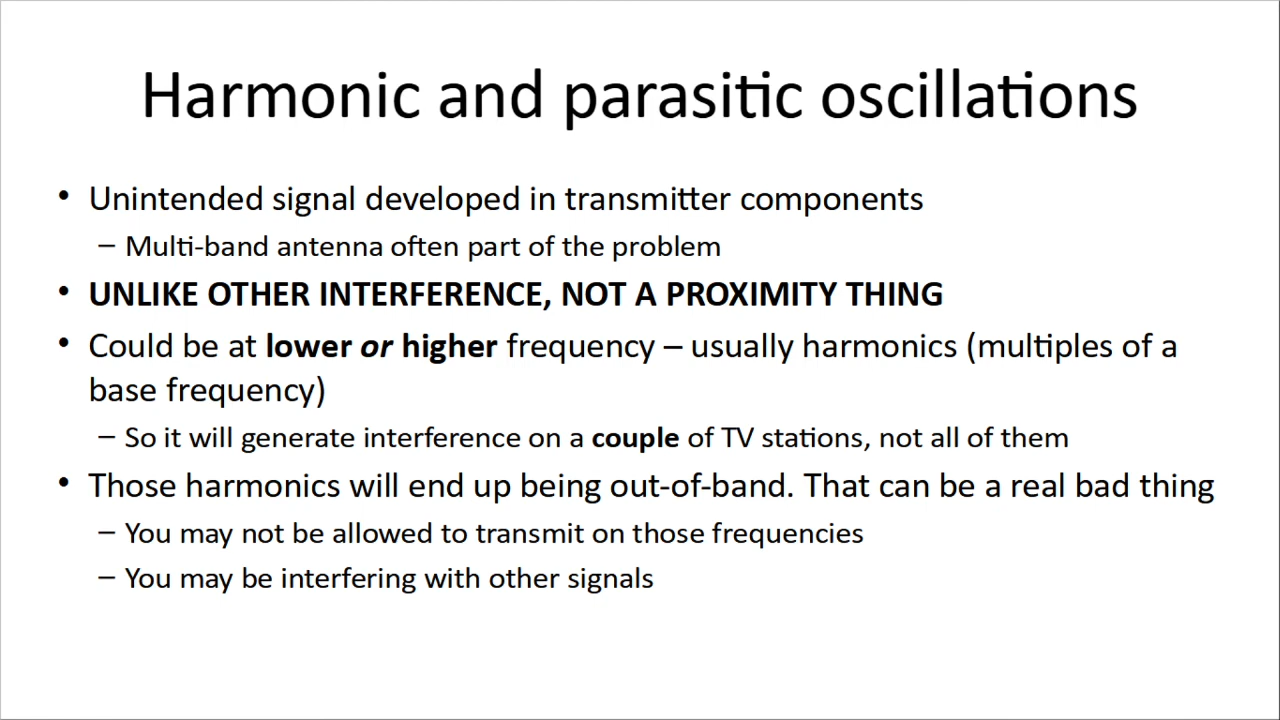 Harmonic and parasitic oscillations
• Unintended signal developed in transmitter components
– Multi-band antenna often part of the problem
• UNLIKE OTHER INTERFERENCE, NOT A PROXIMITY THING
• Could be at lower or higher frequency – usually harmonics (multiples of a
base frequency)
– So it will generate interference on a couple of TV stations, not all of them
• Those harmonics will end up being out-of-band. That can be a real bad thing
– You may not be allowed to transmit on those frequencies
– You may be interfering with other signals